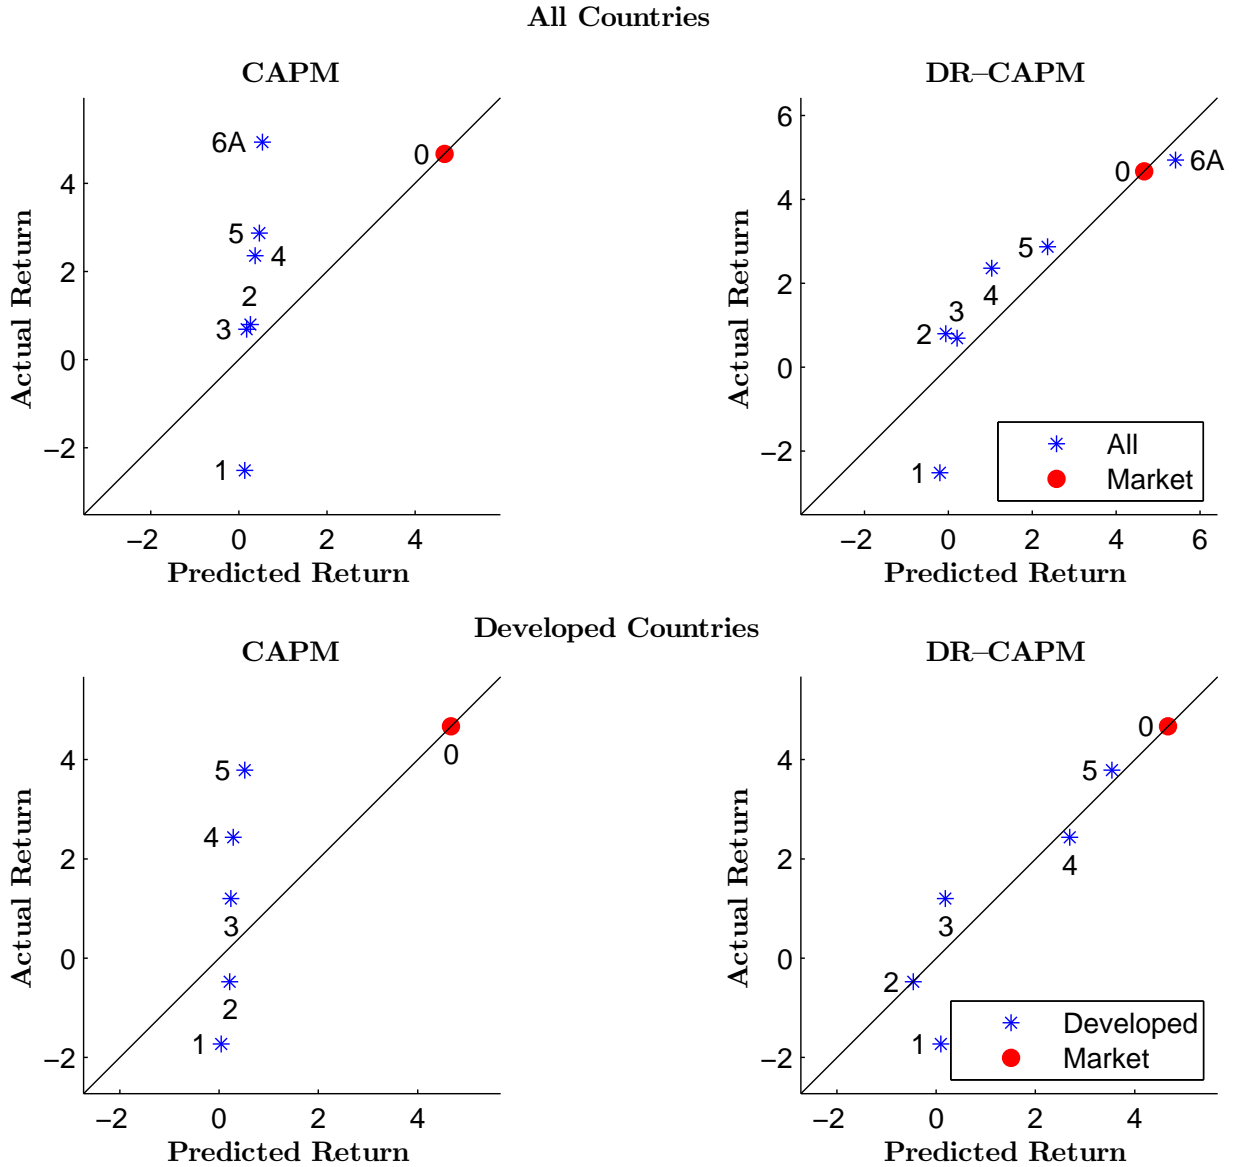 All Countries
CAPM
DR–CAPM
6A
0
5
4
2
3
1
4
2
0
−2
−2
0
2
4
Actual Return
Predicted Return
6
4
2
0
−2
−2
0
2
4
6
0
6A
5
4
3
2
1
All
Market
Actual Return
Predicted Return
Developed Countries
CAPM
DR–CAPM
0
5
4
3
2
1
4
2
0
−2
−2
0
2
4
Actual Return
Predicted Return
0
5
4
3
2
1
4
2
0
−2
−2
0
2
4
Developed
Market
Actual Return
Predicted Return